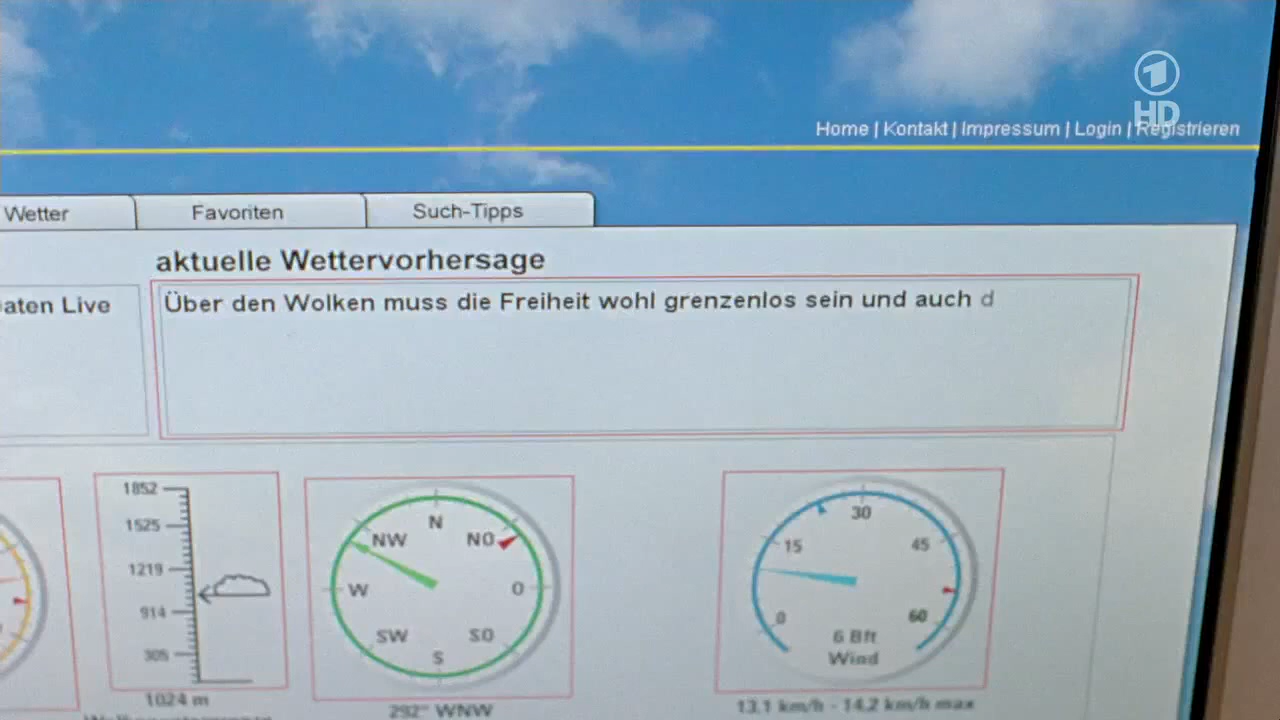 1
HD
Home | Kontakt | Impressum | Login | Registrieren
Wetter
Favoriten
Such-Tipps
aktuelle Wettervorhersage
aten Live
Über den Wolken muss die Freiheit wohl grenzenlos sein und auch d
1852
1525
1219
914
305
1024 m
N
NO
O
SO
S
SW
W
NW
292° WNW
0
15
30
45
60
6 Bft
Wind
13,1 km/h - 14,2 km/h max